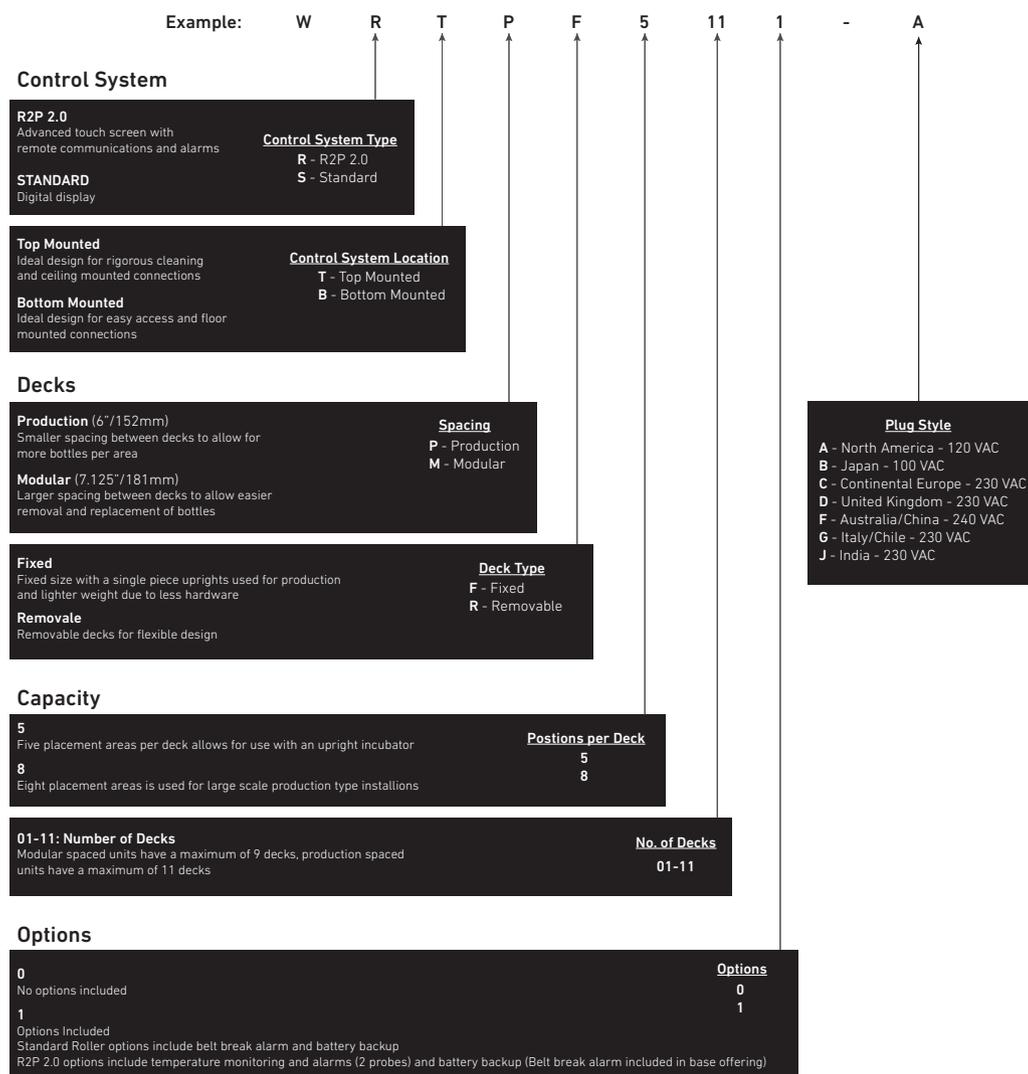 Example: W R T P F 5 11 1 - A
Control System
R2P 2.0
Advanced touch screen with
remote communications and alarms
STANDARD
Digital display
Control System Type
R - R2P 2.0
S - Standard
Top Mounted
Ideal design for rigorous cleaning
and ceiling mounted connections
Bottom Mounted
Ideal design for easy access and floor
mounted connections
Control System Location
T - Top Mounted
B - Bottom Mounted
Decks
Production (6”/152mm)
Smaller spacing between decks to allow for
more bottles per area
Modular (7.125”/181mm)
Larger spacing between decks to allow easier
removal and replacement of bottles
Spacing
P - Production
M - Modular
Plug Style
A - North America - 120 VAC
B - Japan - 100 VAC
C - Continental Europe - 230 VAC
D - United Kingdom - 230 VAC
F - Australia/China - 240 VAC
G - Italy/Chile - 230 VAC
J - India - 230 VAC
Fixed
Fixed size with a single piece uprights used for production
and lighter weight due to less hardware
Removale
Removable decks for flexible design
Deck Type
F - Fixed
R - Removable
Capacity
5
Five placement areas per deck allows for use with an upright incubator
8
Eight placement areas is used for large scale production type installions
Postions per Deck
5
8
01-11: Number of Decks
Modular spaced units have a maximum of 9 decks, production spaced
units have a maximum of 11 decks
No. of Decks
01-11
Options
0
No options included
1
Options Included
Standard Roller options include belt break alarm and battery backup
R2P 2.0 options include temperature monitoring and alarms (2 probes) and battery backup (Belt break alarm included in base offering)
Options
0
1